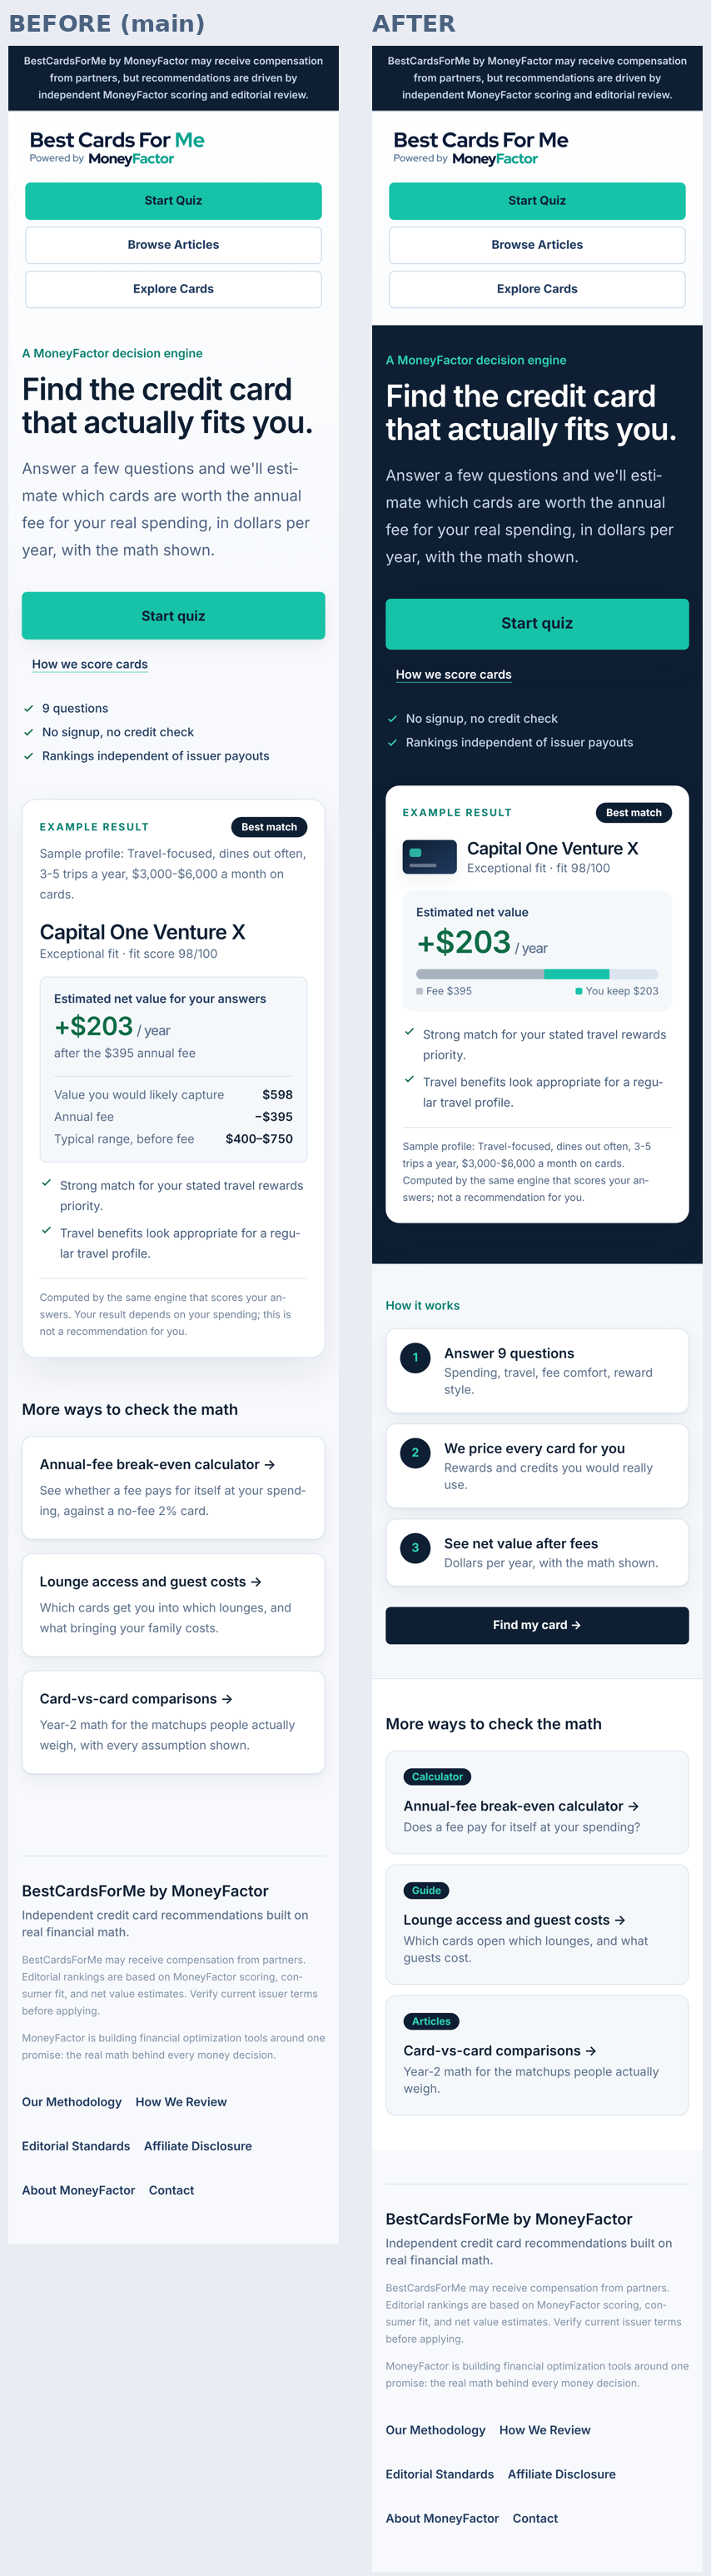 BEFORE (main)
BestCardsForMe by MoneyFactor may receive compensation
from partners, but recommendations are driven by
independent MoneyFactor scoring and editorial review.
Best Cards For Me
Powered by MoneyFactor
Start Quiz
Browse Articles
Explore Cards
A MoneyFactor decision engine
Find the credit card
that actually fits you.
Answer a few questions and we'll esti-
mate which cards are worth the annual
fee for your real spending, in dollars per
year, with the math shown.
Start quiz
How we score cards
✓ 9 questions
✓ No signup, no credit check
✓ Rankings independent of issuer payouts
EXAMPLE RESULT Best match
Sample profile: Travel-focused, dines out often,
3-5 trips a year, $3,000-$6,000 a month on
cards.
Capital One Venture X
Exceptional fit · fit score 98/100
Estimated net value for your answers
+$203 / year
after the $395 annual fee
Value you would likely capture $598
Annual fee −$395
Typical range, before fee $400–$750
✓ Strong match for your stated travel rewards
priority.
✓ Travel benefits look appropriate for a regu-
lar travel profile.
Computed by the same engine that scores your an-
swers. Your result depends on your spending; this is
not a recommendation for you.
More ways to check the math
Annual-fee break-even calculator →
See whether a fee pays for itself at your spend-
ing, against a no-fee 2% card.
Lounge access and guest costs →
Which cards get you into which lounges, and
what bringing your family costs.
Card-vs-card comparisons →
Year-2 math for the matchups people actually
weigh, with every assumption shown.
BestCardsForMe by MoneyFactor
Independent credit card recommendations built on
real financial math.
BestCardsForMe may receive compensation from partners.
Editorial rankings are based on MoneyFactor scoring, con-
sumer fit, and net value estimates. Verify current issuer terms
before applying.
MoneyFactor is building financial optimization tools around one
promise: the real math behind every money decision.
Our Methodology How We Review
Editorial Standards Affiliate Disclosure
About MoneyFactor Contact
AFTER
BestCardsForMe by MoneyFactor may receive compensation
from partners, but recommendations are driven by
independent MoneyFactor scoring and editorial review.
Best Cards For Me
Powered by MoneyFactor
Start Quiz
Browse Articles
Explore Cards
A MoneyFactor decision engine
Find the credit card
that actually fits you.
Answer a few questions and we'll esti-
mate which cards are worth the annual
fee for your real spending, in dollars per
year, with the math shown.
Start quiz
How we score cards
✓ No signup, no credit check
✓ Rankings independent of issuer payouts
EXAMPLE RESULT Best match
Capital One Venture X
Exceptional fit · fit 98/100
Estimated net value
+$203 / year
Fee $395 You keep $203
✓ Strong match for your stated travel rewards
priority.
✓ Travel benefits look appropriate for a regu-
lar travel profile.
Sample profile: Travel-focused, dines out often, 3-5
trips a year, $3,000-$6,000 a month on cards.
Computed by the same engine that scores your an-
swers; not a recommendation for you.
How it works
1 Answer 9 questions
Spending, travel, fee comfort, reward
style.
2 We price every card for you
Rewards and credits you would really
use.
3 See net value after fees
Dollars per year, with the math shown.
Find my card →
More ways to check the math
Calculator
Annual-fee break-even calculator →
Does a fee pay for itself at your spending?
Guide
Lounge access and guest costs →
Which cards open which lounges, and what
guests cost.
Articles
Card-vs-card comparisons →
Year-2 math for the matchups people actually
weigh.
BestCardsForMe by MoneyFactor
Independent credit card recommendations built on
real financial math.
BestCardsForMe may receive compensation from partners.
Editorial rankings are based on MoneyFactor scoring, con-
sumer fit, and net value estimates. Verify current issuer terms
before applying.
MoneyFactor is building financial optimization tools around one
promise: the real math behind every money decision.
Our Methodology How We Review
Editorial Standards Affiliate Disclosure
About MoneyFactor Contact